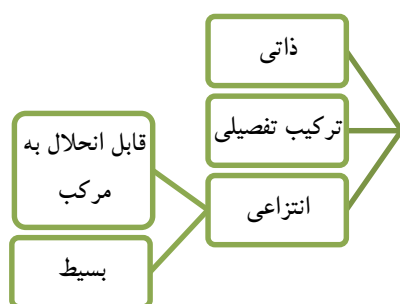 ذاتی
ترکیب تفصیلی
انتزاعی
قابل انحلال به
مرکب
بسیط